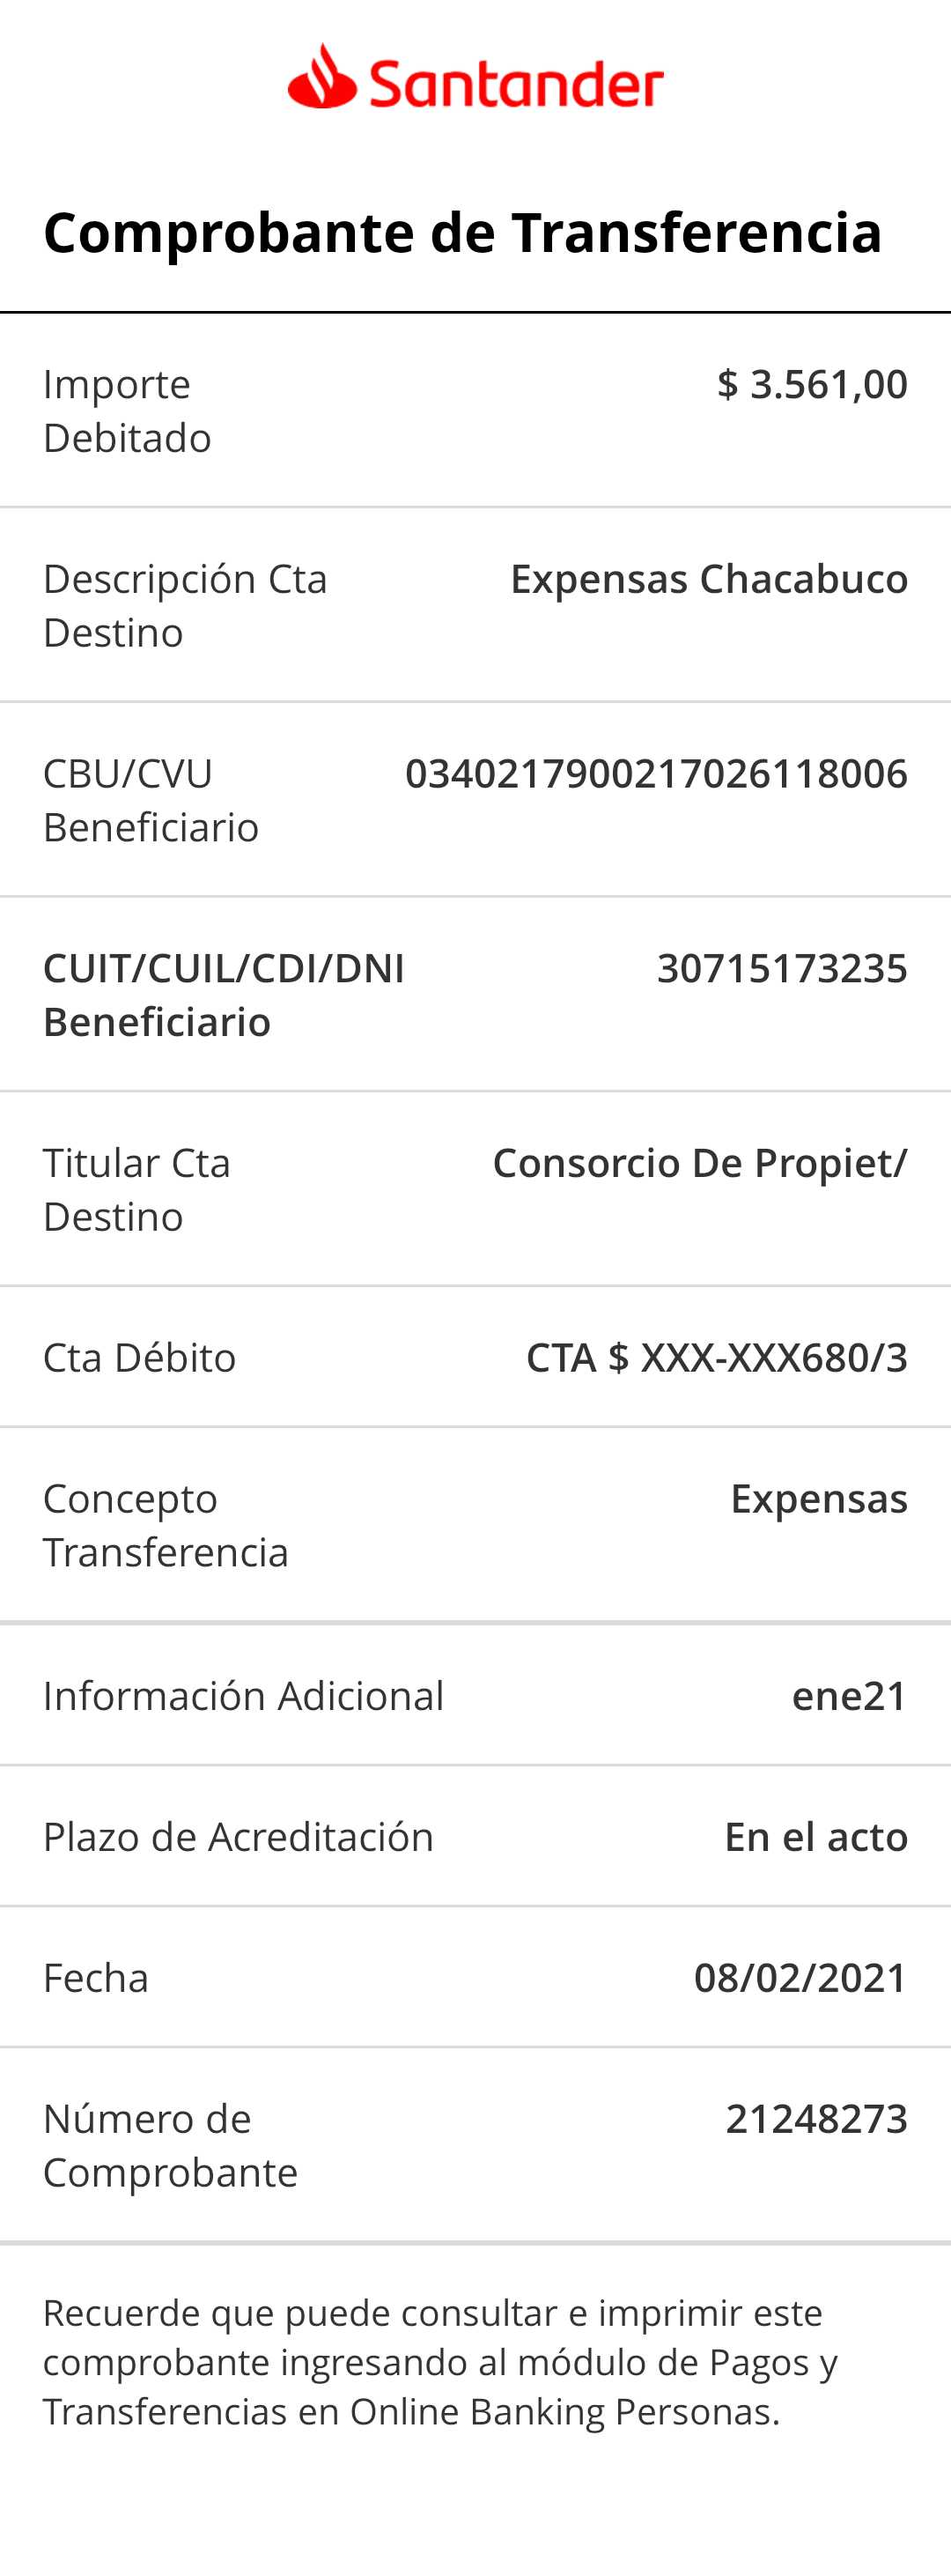 Santander
Comprobante de Transferencia
Importe Debitado $ 3.561,00
Descripción Cta Destino Expensas Chacabuco
CBU/CVU Beneficiario 0340217900217026118006
CUIT/CUIL/CDI/DNI Beneficiario 30715173235
Titular Cta Destino Consorcio De Propiet/
Cta Débito CTA $ XXX-XXX680/3
Concepto Transferencia Expensas
Información Adicional ene21
Plazo de Acreditación En el acto
Fecha 08/02/2021
Número de Comprobante 21248273
Recuerde que puede consultar e imprimir este
comprobante ingresando al módulo de Pagos y
Transferencias en Online Banking Personas.